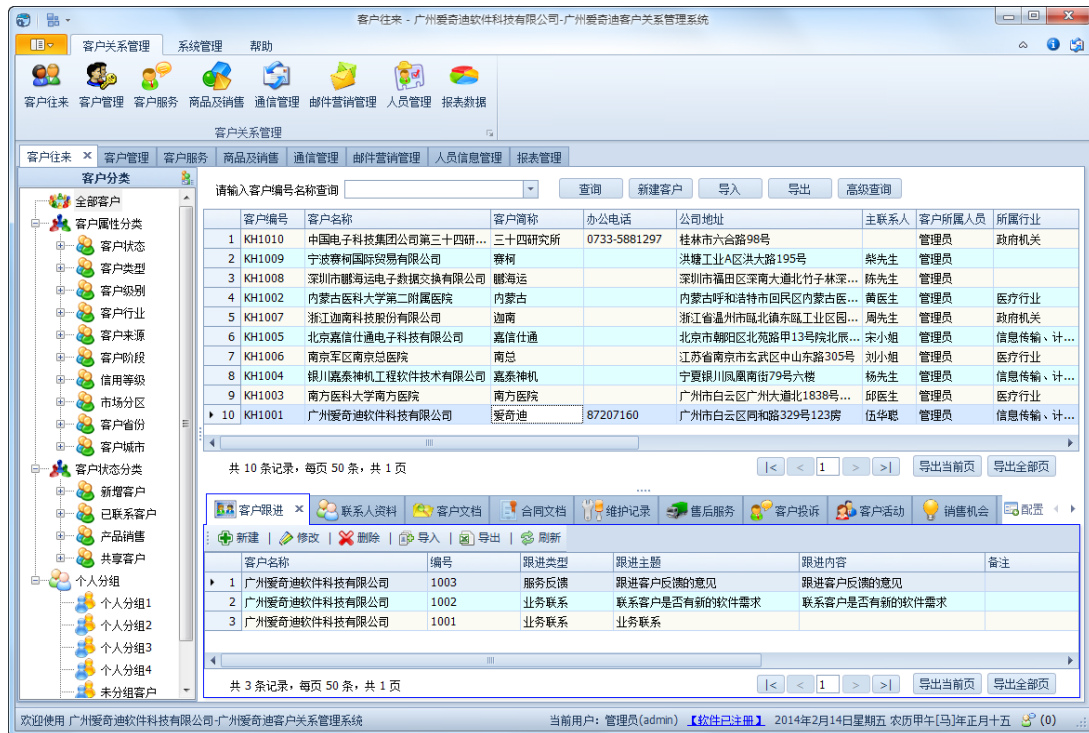 客户往来 - 广州爱奇迪软件科技有限公司-广州爱奇迪客户关系管理系统
客户关系管理 系统管理 帮助
客户往来 客户管理 客户服务 商品及销售 通信管理 邮件营销管理 人员管理 报表数据
客户关系管理
客户往来 客户管理 客户服务 商品及销售 通信管理 邮件营销管理 人员信息管理 报表管理
客户分类
全部客户
客户属性分类
客户状态
客户类型
客户级别
客户行业
客户来源
客户阶段
信用等级
市场分区
客户省份
客户城市
客户状态分类
新增客户
已联系客户
产品销售
共享客户
个人分组
个人分组1
个人分组2
个人分组3
个人分组4
未分组客户
请输入客户编号名称查询 查询 新建客户 导入 导出 高级查询
客户编号 客户名称 客户简称 办公电话 公司地址 主联系人 客户所属人员 所属行业
1 KH1010 中国电子科技集团公司第三十四研... 三十四研究所 0733-5881297 桂林市六合路98号 管理员 政府机关
2 KH1009 宁波赛柯国际贸易有限公司 赛柯 洪塘工业A区洪大路195号 柴先生 管理员
3 KH1008 深圳市鹏海运电子数据交换有限公司 鹏海运 深圳市福田区深南大道北竹子林深... 陈先生 管理员
4 KH1002 内蒙古医科大学第二附属医院 内蒙古 内蒙古呼和浩特市回民区内蒙古医... 黄医生 管理员 医疗行业
5 KH1007 浙江迦南科技股份有限公司 迦南 浙江省温州市瓯北镇东瓯工业区园... 周先生 管理员 政府机关
6 KH1005 北京嘉信仕通电子科技有限公司 嘉信仕通 北京市朝阳区北苑路甲13号院北辰... 宋小姐 管理员 信息传输、计...
7 KH1006 南京军区南京总医院 南总 江苏省南京市玄武区中山东路305号 刘小姐 管理员 医疗行业
8 KH1004 银川嘉泰神机工程软件技术有限公司 嘉泰神机 宁夏银川凤凰南街79号六楼 杨先生 管理员 信息传输、计...
9 KH1003 南方医科大学南方医院 南方医院 广州市白云区广州大道北1838号... 邱医生 管理员 医疗行业
10 KH1001 广州爱奇迪软件科技有限公司 爱奇迪 87207160 广州市白云区同和路329号123房 伍华聪 管理员 信息传输、计...
共 10 条记录，每页 50 条，共 1 页 |< < 1 > >| 导出当前页 导出全部页
客户跟进 联系人资料 客户文档 合同文档 维护记录 售后服务 客户投诉 客户活动 销售机会 配置
新建 修改 删除 导入 导出 刷新
客户名称 编号 跟进类型 跟进主题 跟进内容 备注
1 广州爱奇迪软件科技有限公司 1003 服务反馈 跟进客户反馈的意见 跟进客户反馈的意见
2 广州爱奇迪软件科技有限公司 1002 业务联系 联系客户是否有新的软件需求 联系客户是否有新的软件需求
3 广州爱奇迪软件科技有限公司 1001 业务联系 业务联系
共 3 条记录，每页 50 条，共 1 页 |< < 1 > >| 导出当前页 导出全部页
欢迎使用 广州爱奇迪软件科技有限公司-广州爱奇迪客户关系管理系统 当前用户：管理员(admin) 【软件已注册】 2014年2月14日星期五 农历甲午[马]年正月十五 (0)